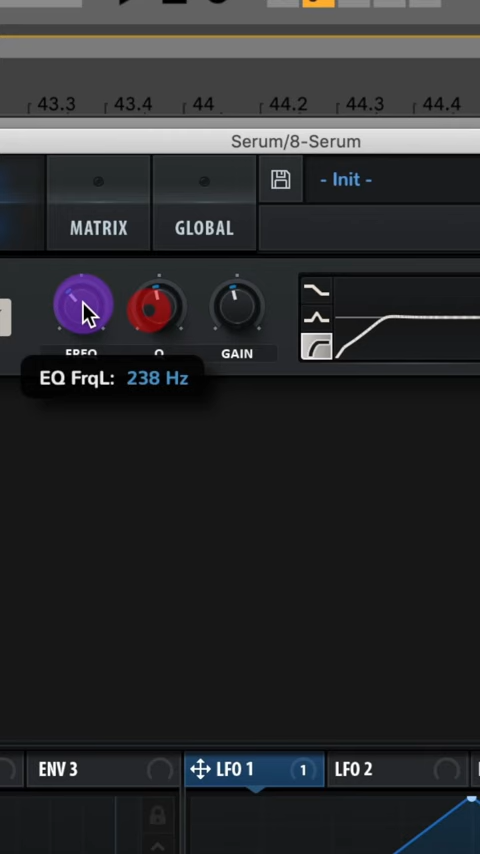 43.3 43.4 44 44.2 44.3 44.4
Serum/8-Serum
- Init -
MATRIX GLOBAL
FREQ Q GAIN
EQ FrqL: 238 Hz
ENV 3 LFO 1 1 LFO 2